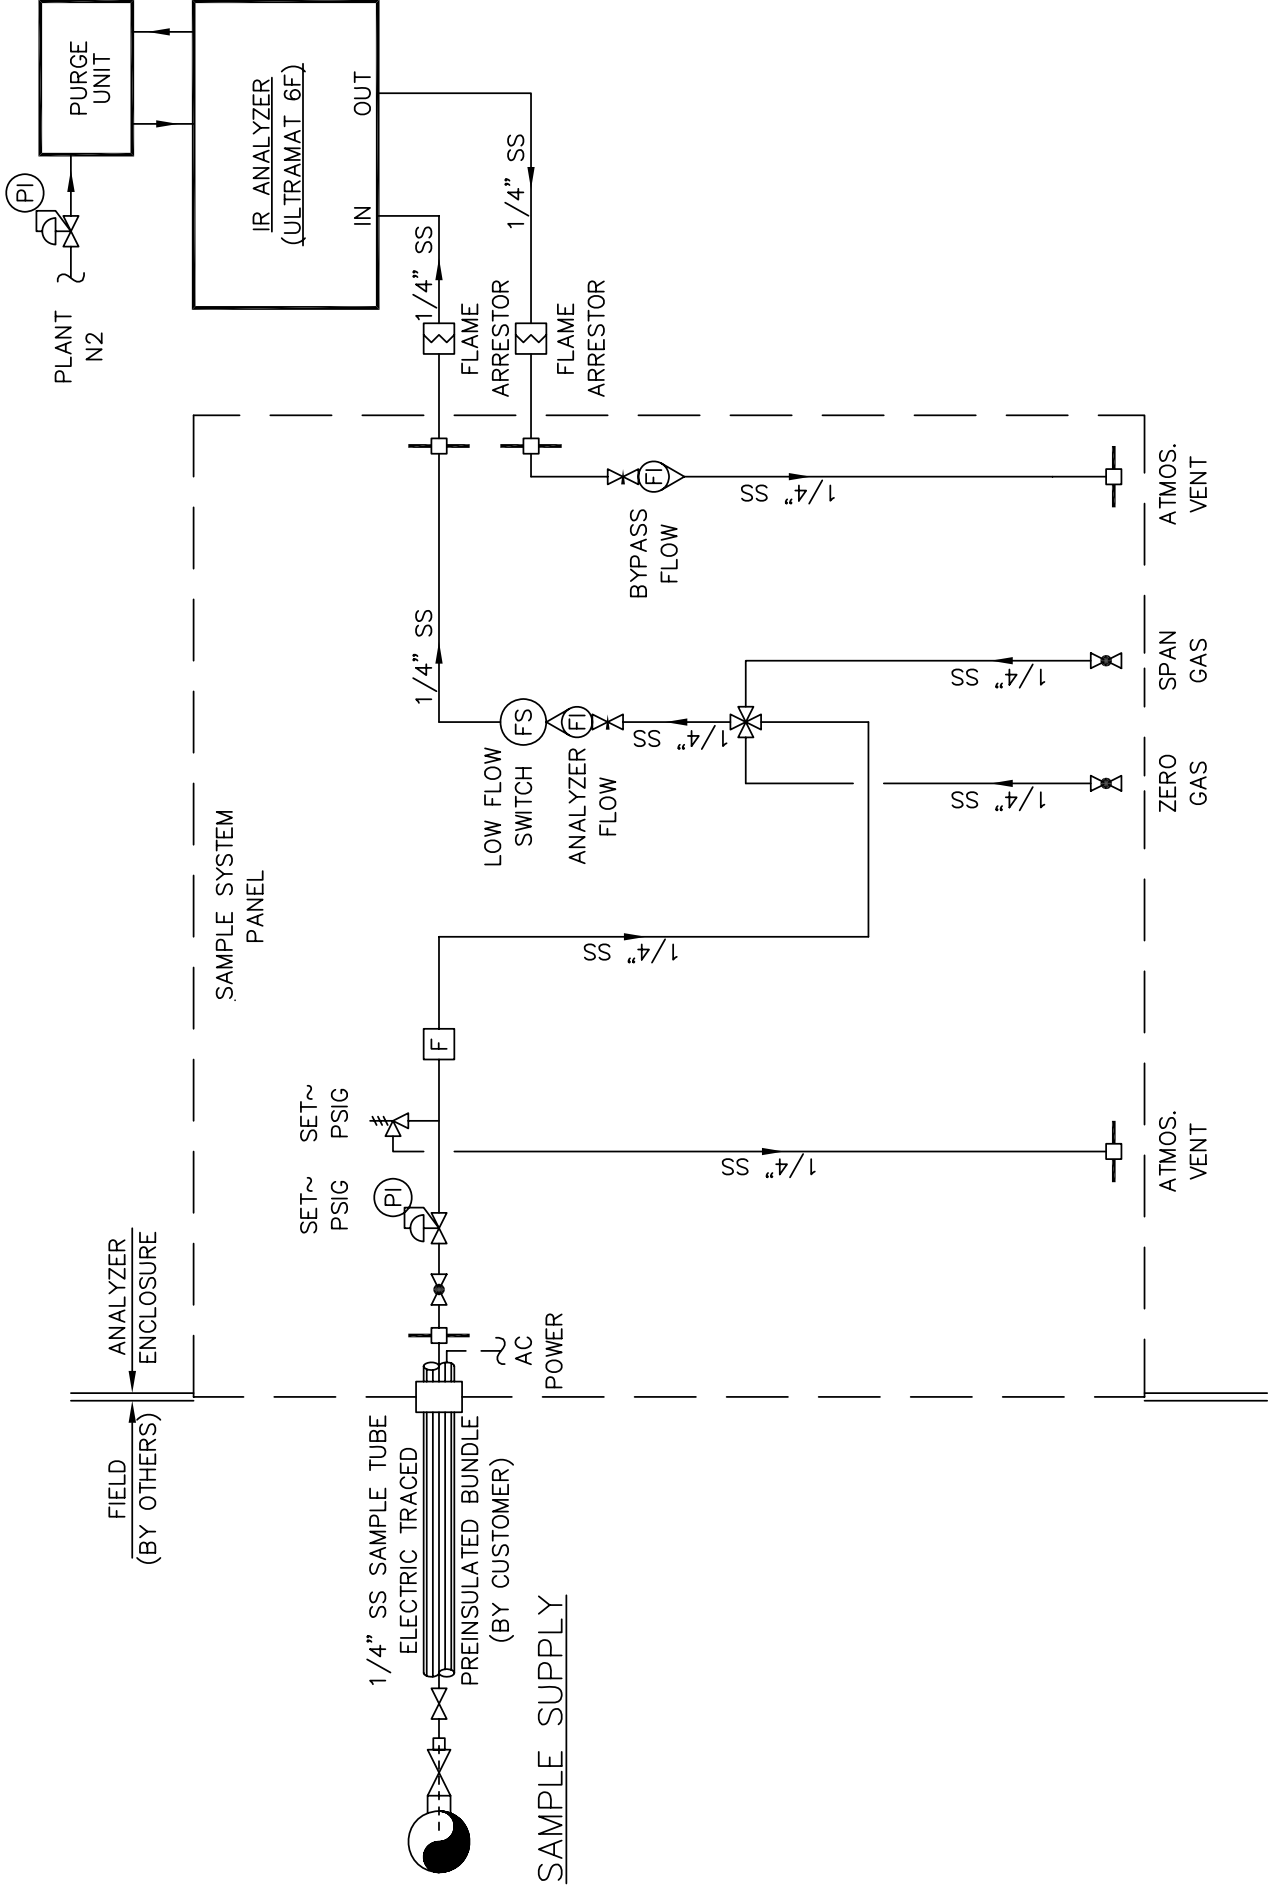 PURGE
UNIT
PI
PLANT
N2
IR ANALYZER
(ULTRAMAT 6F)
IN
OUT
1/4" SS
1/4" SS
FLAME
ARRESTOR
FLAME
ARRESTOR
SAMPLE SYSTEM
PANEL
1/4" SS
LOW FLOW
SWITCH
FS
ANALYZER
FLOW
FI
1/4" SS
BYPASS
FLOW
FI
1/4" SS
ATMOS.
VENT
1/4" SS
SPAN
GAS
1/4" SS
ZERO
GAS
1/4" SS
F
SET~
PSIG
SET~
PSIG
PI
1/4" SS
ATMOS.
VENT
ANALYZER
ENCLOSURE
FIELD
(BY OTHERS)
AC
POWER
1/4" SS SAMPLE TUBE
ELECTRIC TRACED
PREINSULATED BUNDLE
(BY CUSTOMER)
SAMPLE SUPPLY